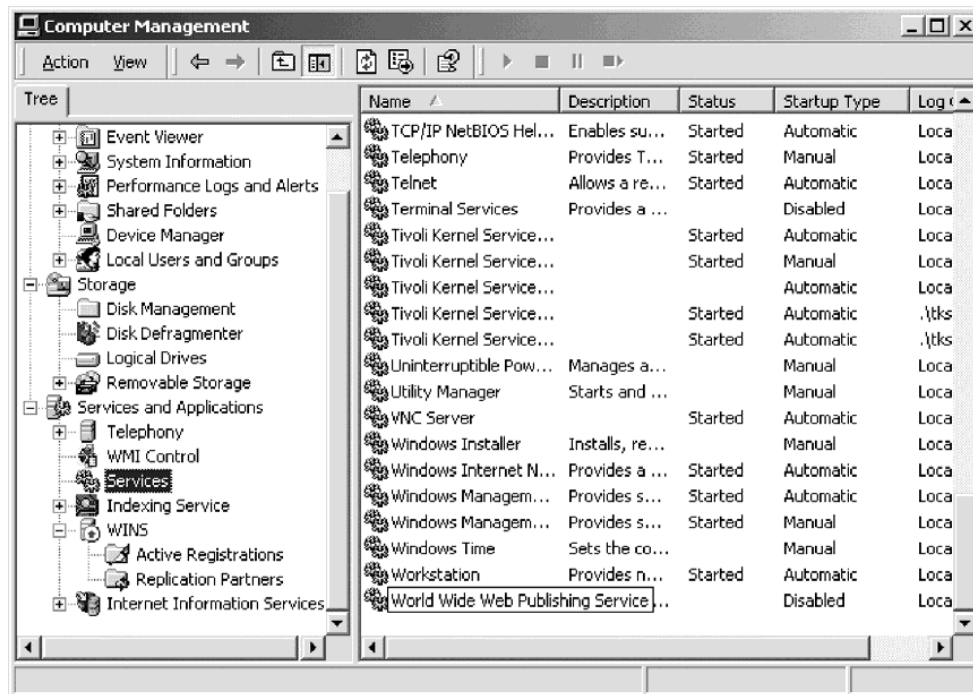 Computer Management
Action View
Tree
Event Viewer
System Information
Performance Logs and Alerts
Shared Folders
Device Manager
Local Users and Groups
Storage
Disk Management
Disk Defragmenter
Logical Drives
Removable Storage
Services and Applications
Telephony
WMI Control
Services
Indexing Service
WINS
Active Registrations
Replication Partners
Internet Information Services
Name Description Status Startup Type Log
TCP/IP NetBIOS Hel... Enables su... Started Automatic Loca
Telephony Provides T... Started Manual Loca
Telnet Allows a re... Started Automatic Loca
Terminal Services Provides a ... Disabled Loca
Tivoli Kernel Service... Started Automatic Loca
Tivoli Kernel Service... Started Manual Loca
Tivoli Kernel Service... Automatic Loca
Tivoli Kernel Service... Started Automatic .\tks
Tivoli Kernel Service... Started Automatic .\tks
Uninterruptible Pow... Manages a... Manual Loca
Utility Manager Starts and ... Manual Loca
VNC Server Started Automatic Loca
Windows Installer Installs, re... Manual Loca
Windows Internet N... Provides a ... Started Automatic Loca
Windows Managem... Provides s... Started Automatic Loca
Windows Managem... Provides s... Started Manual Loca
Windows Time Sets the co... Manual Loca
Workstation Provides n... Started Automatic Loca
World Wide Web Publishing Service ... Disabled Loca